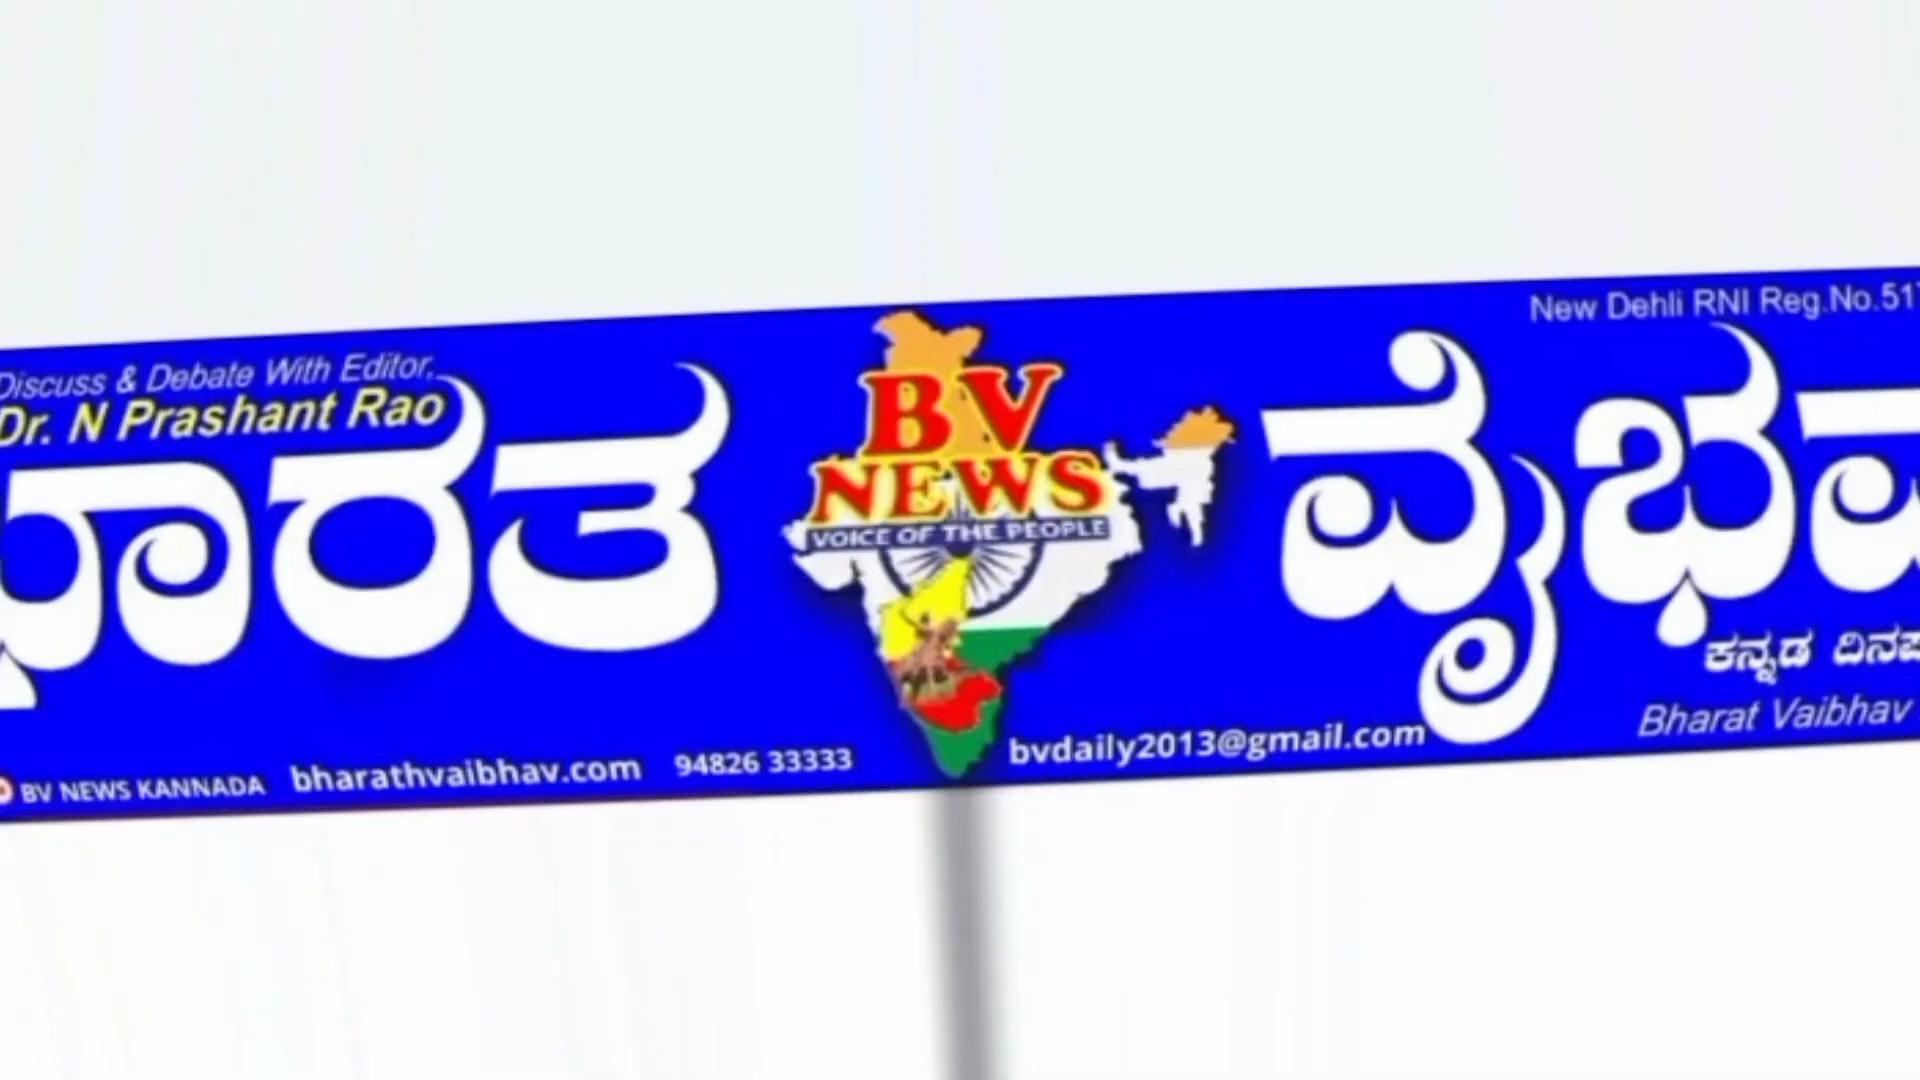 Discuss & Debate With Editor,
Dr. N Prashant Rao
New Dehli RNI Reg.No.51
ಭಾರತ
BV
NEWS
VOICE OF THE PEOPLE
ವೈಭವ
ಕನ್ನಡ
Bharat Vaibhav
BV NEWS KANNADA bharathvaibhav.com 94826 33333 bvdaily2013@gmail.com